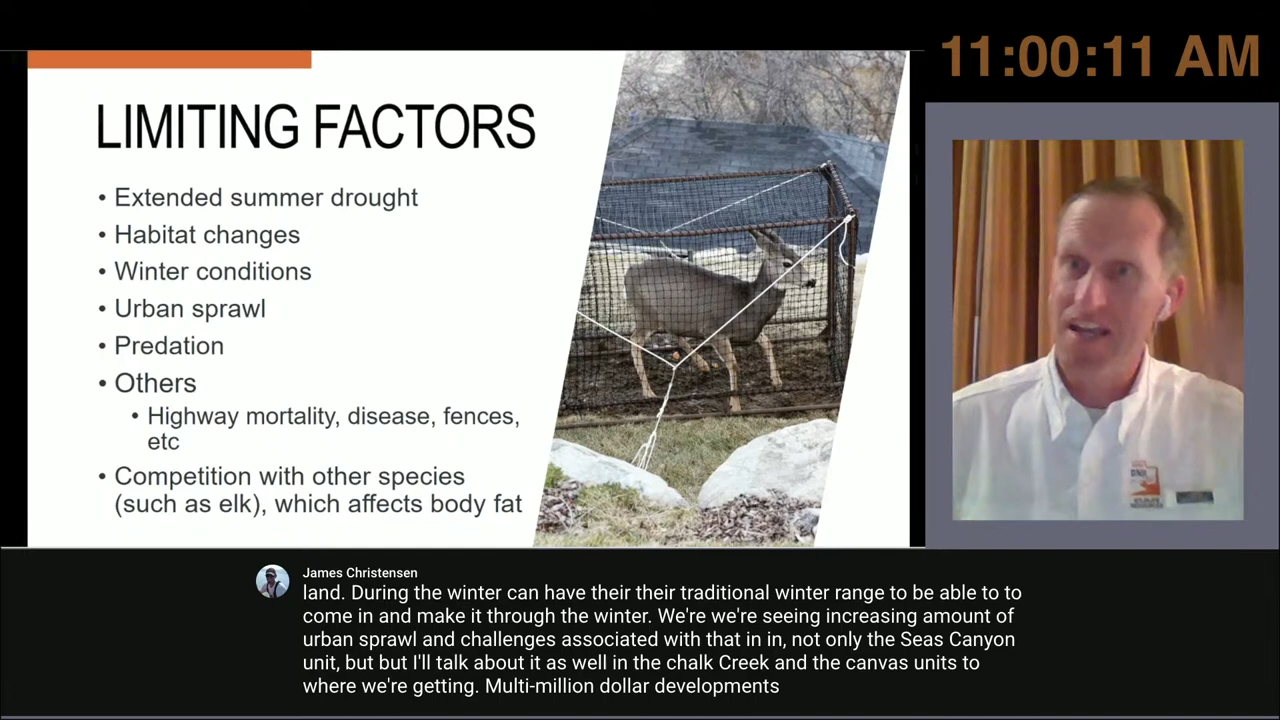 11:00:11 AM
LIMITING FACTORS
• Extended summer drought
• Habitat changes
• Winter conditions
• Urban sprawl
• Predation
• Others
• Highway mortality, disease, fences,
etc
• Competition with other species
(such as elk), which affects body fat
James Christensen
land. During the winter can have their their traditional winter range to be able to to
come in and make it through the winter. We're we're seeing increasing amount of
urban sprawl and challenges associated with that in in, not only the Seas Canyon
unit, but but I'll talk about it as well in the chalk Creek and the canvas units to
where we're getting. Multi-million dollar developments